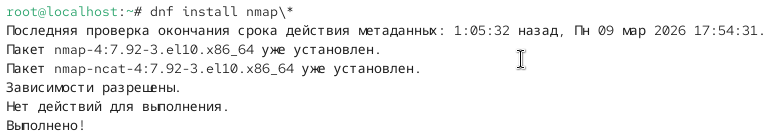 root@localhost:~# dnf install nmap\*
Последняя проверка окончания срока действия метаданных: 1:05:32 назад, Пн 09 мар 2026 17:54:31.
Пакет nmap-4:7.92-3.el10.x86_64 уже установлен.
Пакет nmap-ncat-4:7.92-3.el10.x86_64 уже установлен.
Зависимости разрешены.
Нет действий для выполнения.
Выполнено!